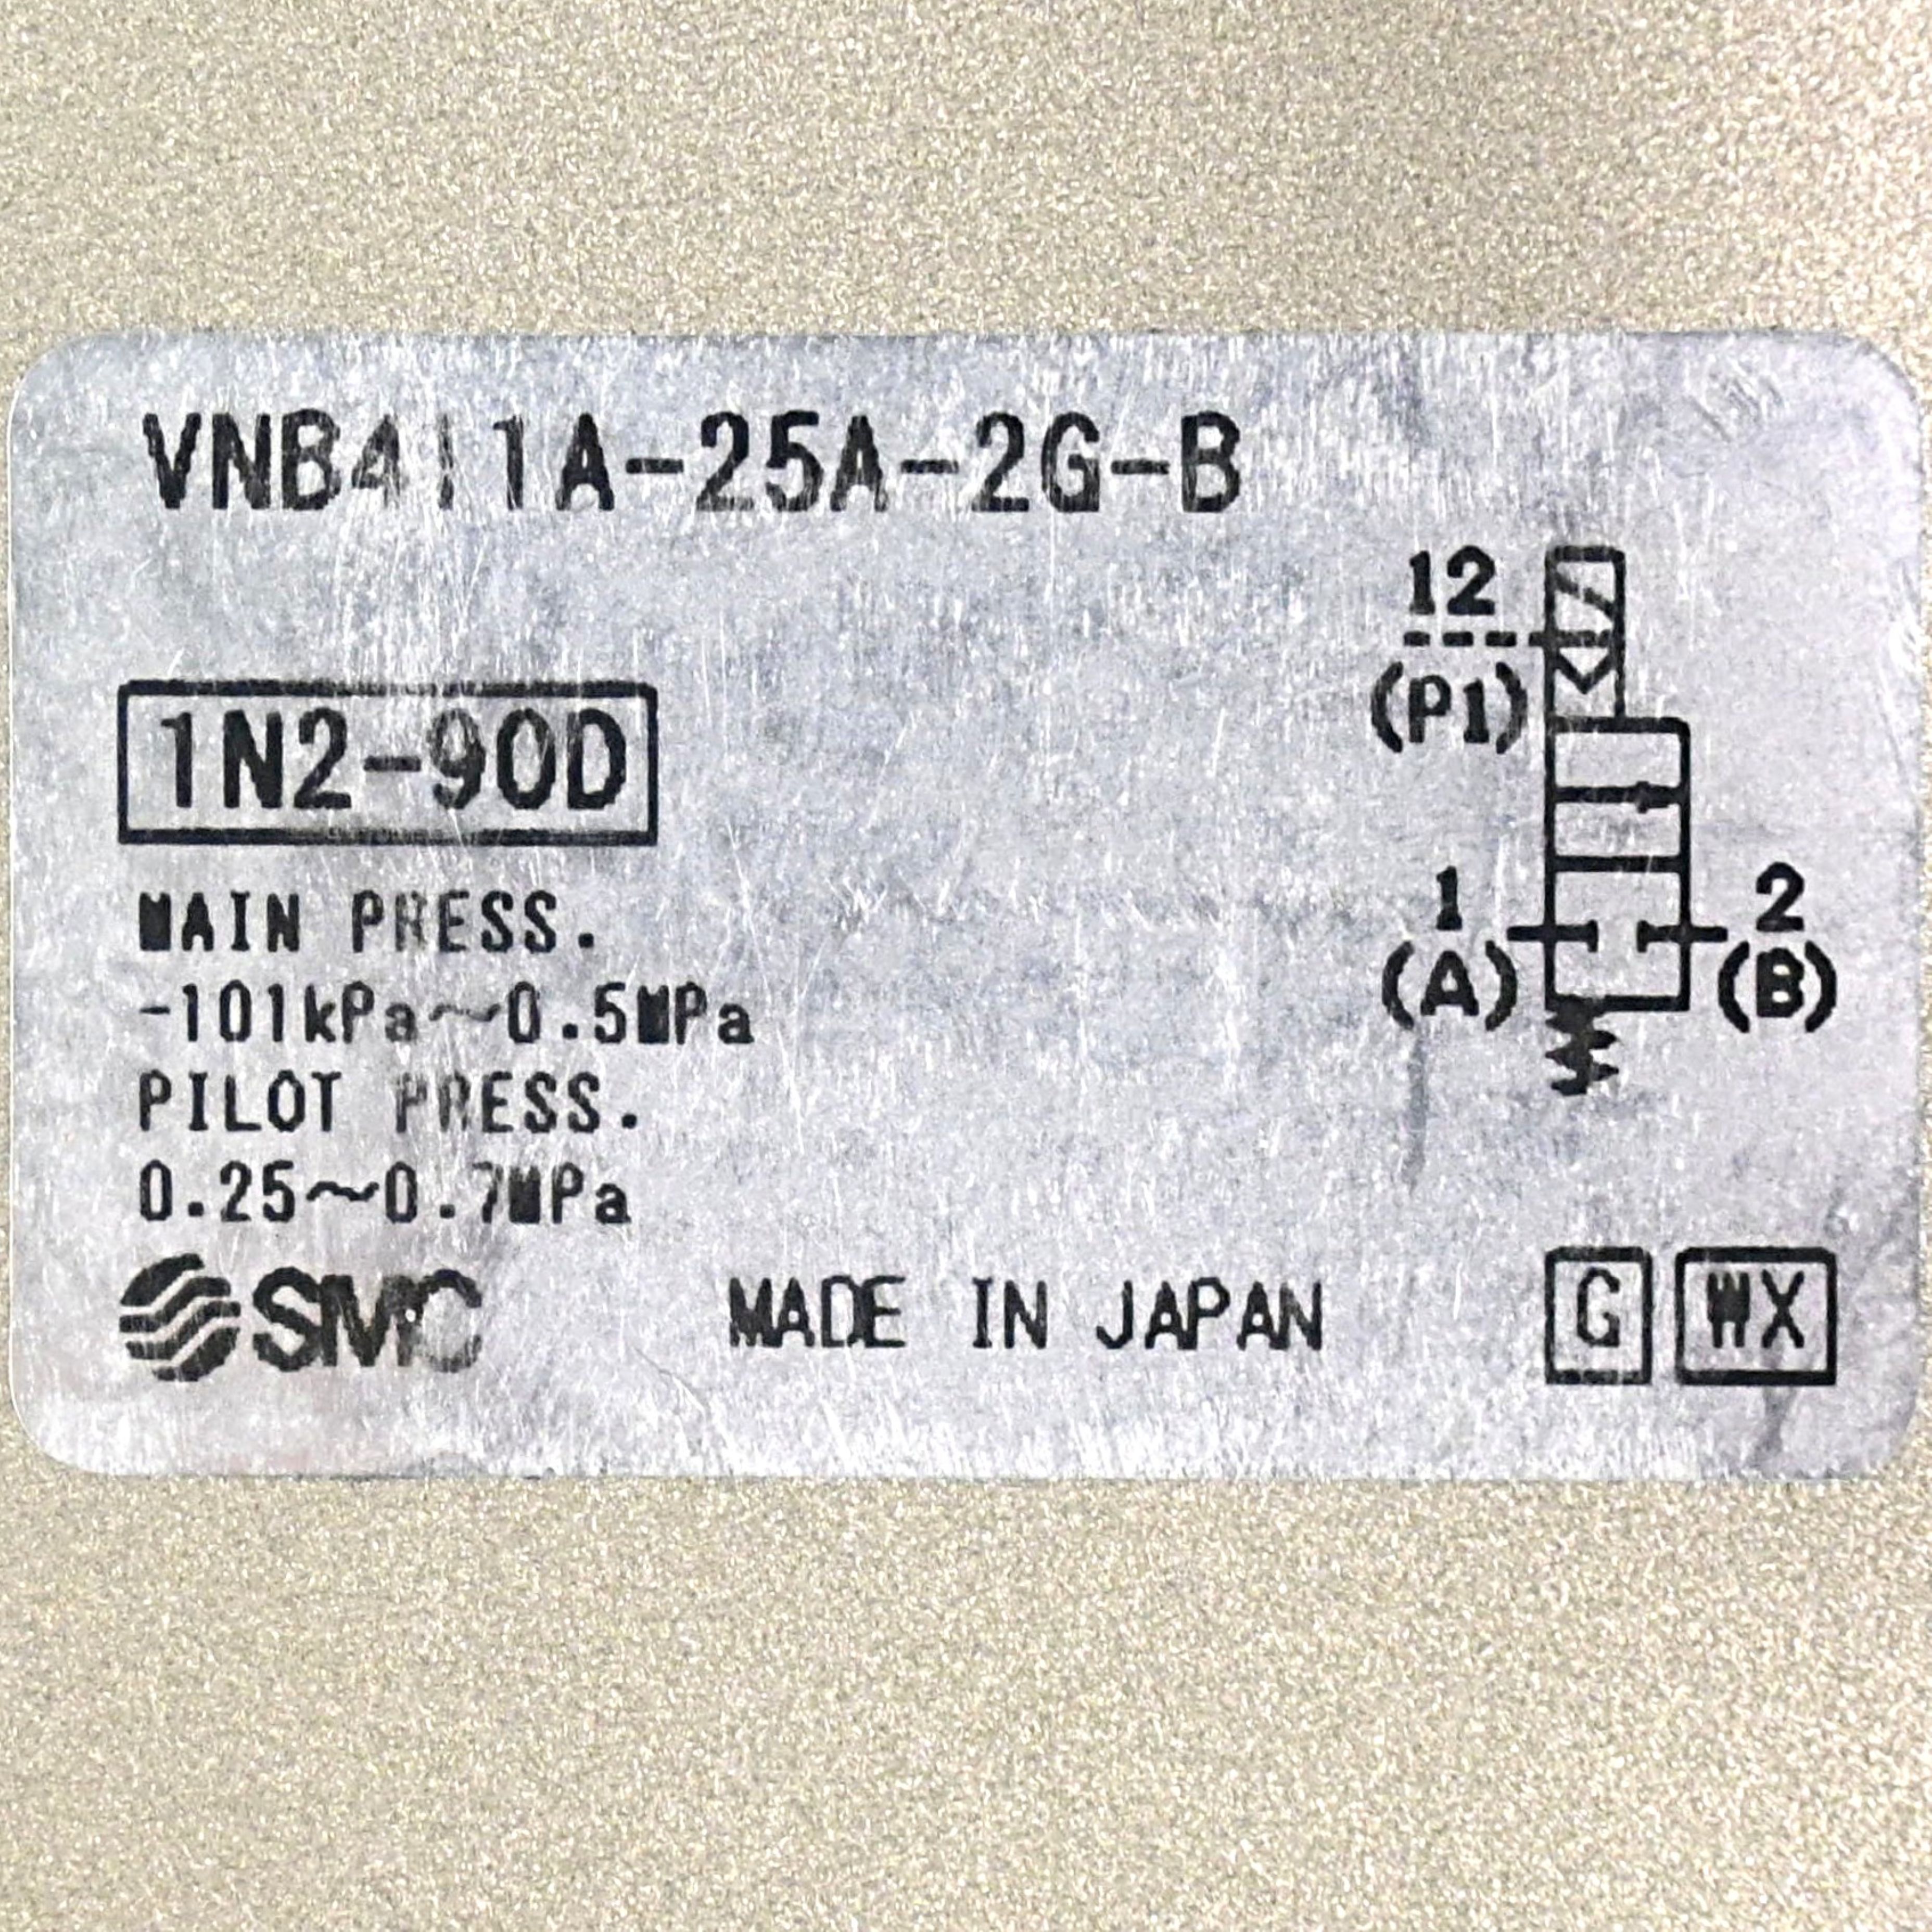 VNB411A-25A-2G-B
12
(P1)
1N2-90D
MAIN PRESS.
-101kPa～0.5MPa
PILOT PRESS.
0.25～0.7MPa
1
(A)
2
(B)
SMC
MADE IN JAPAN
G
WX